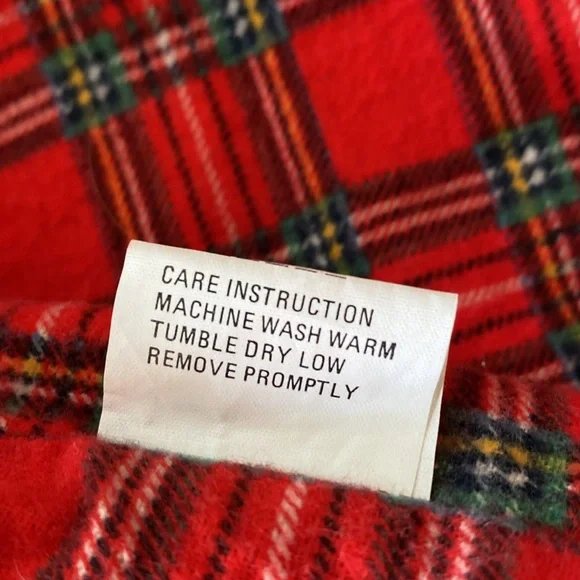 CARE INSTRUCTION
MACHINE WASH WARM
TUMBLE DRY LOW
REMOVE PROMPTLY